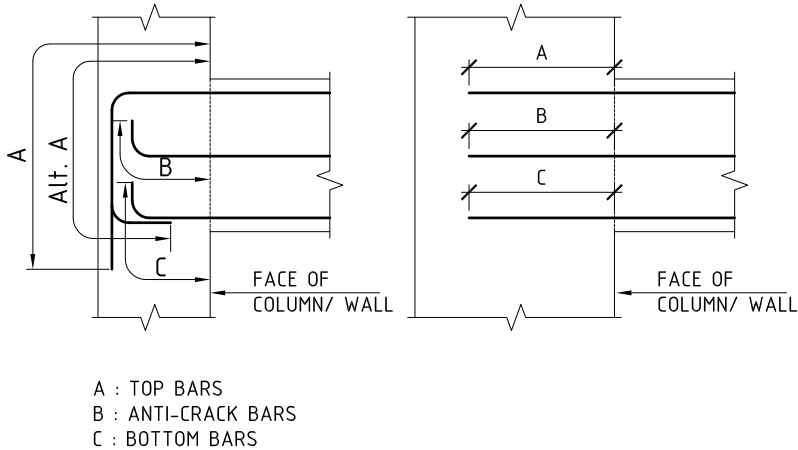 A
Alt. A
B
C
FACE OF
COLUMN/ WALL
A
B
C
FACE OF
COLUMN/ WALL
A : TOP BARS
B : ANTI-CRACK BARS
C : BOTTOM BARS